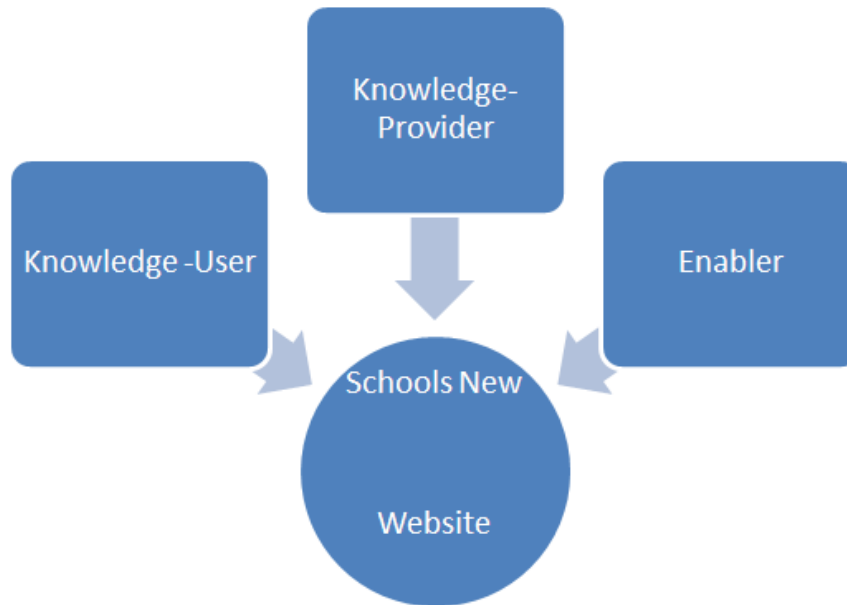 Knowledge-
Provider
Knowledge -User
Enabler
Schools New
Website